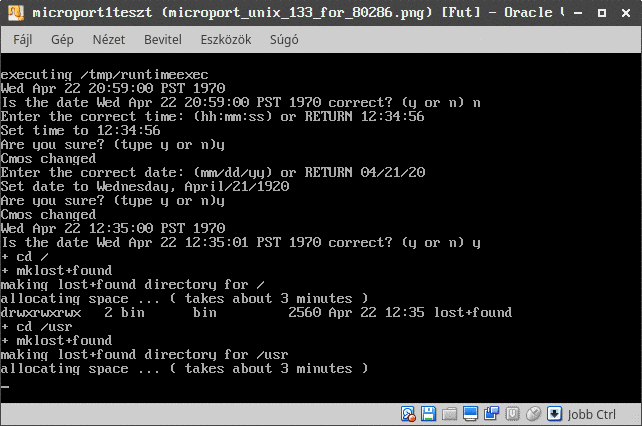 microport1teszt (microport_unix_133_for_80286.png) [Fut] - Oracle
Fájl Gép Nézet Bevitel Eszközök Súgó
executing /tmp/runtimeexec
Wed Apr 22 20:59:00 PST 1970
Is the date Wed Apr 22 20:59:00 PST 1970 correct? (y or n) n
Enter the correct time: (hh:mm:ss) or RETURN 12:34:56
Set time to 12:34:56
Are you sure? (type y or n)y
Cmos changed
Enter the correct date: (mm/dd/yy) or RETURN 04/21/20
Set date to Wednesday, April/21/1920
Are you sure? (type y or n)y
Cmos changed
Wed Apr 22 12:35:00 PST 1970
Is the date Wed Apr 22 12:35:01 PST 1970 correct? (y or n) y
+ cd /
+ mklost+found
making lost+found directory for /
allocating space ... ( takes about 3 minutes )
drwxrwxrwx 2 bin bin 2560 Apr 22 12:35 lost+found
+ cd /usr
+ mklost+found
making lost+found directory for /usr
allocating space ... ( takes about 3 minutes )
_
Jobb Ctrl